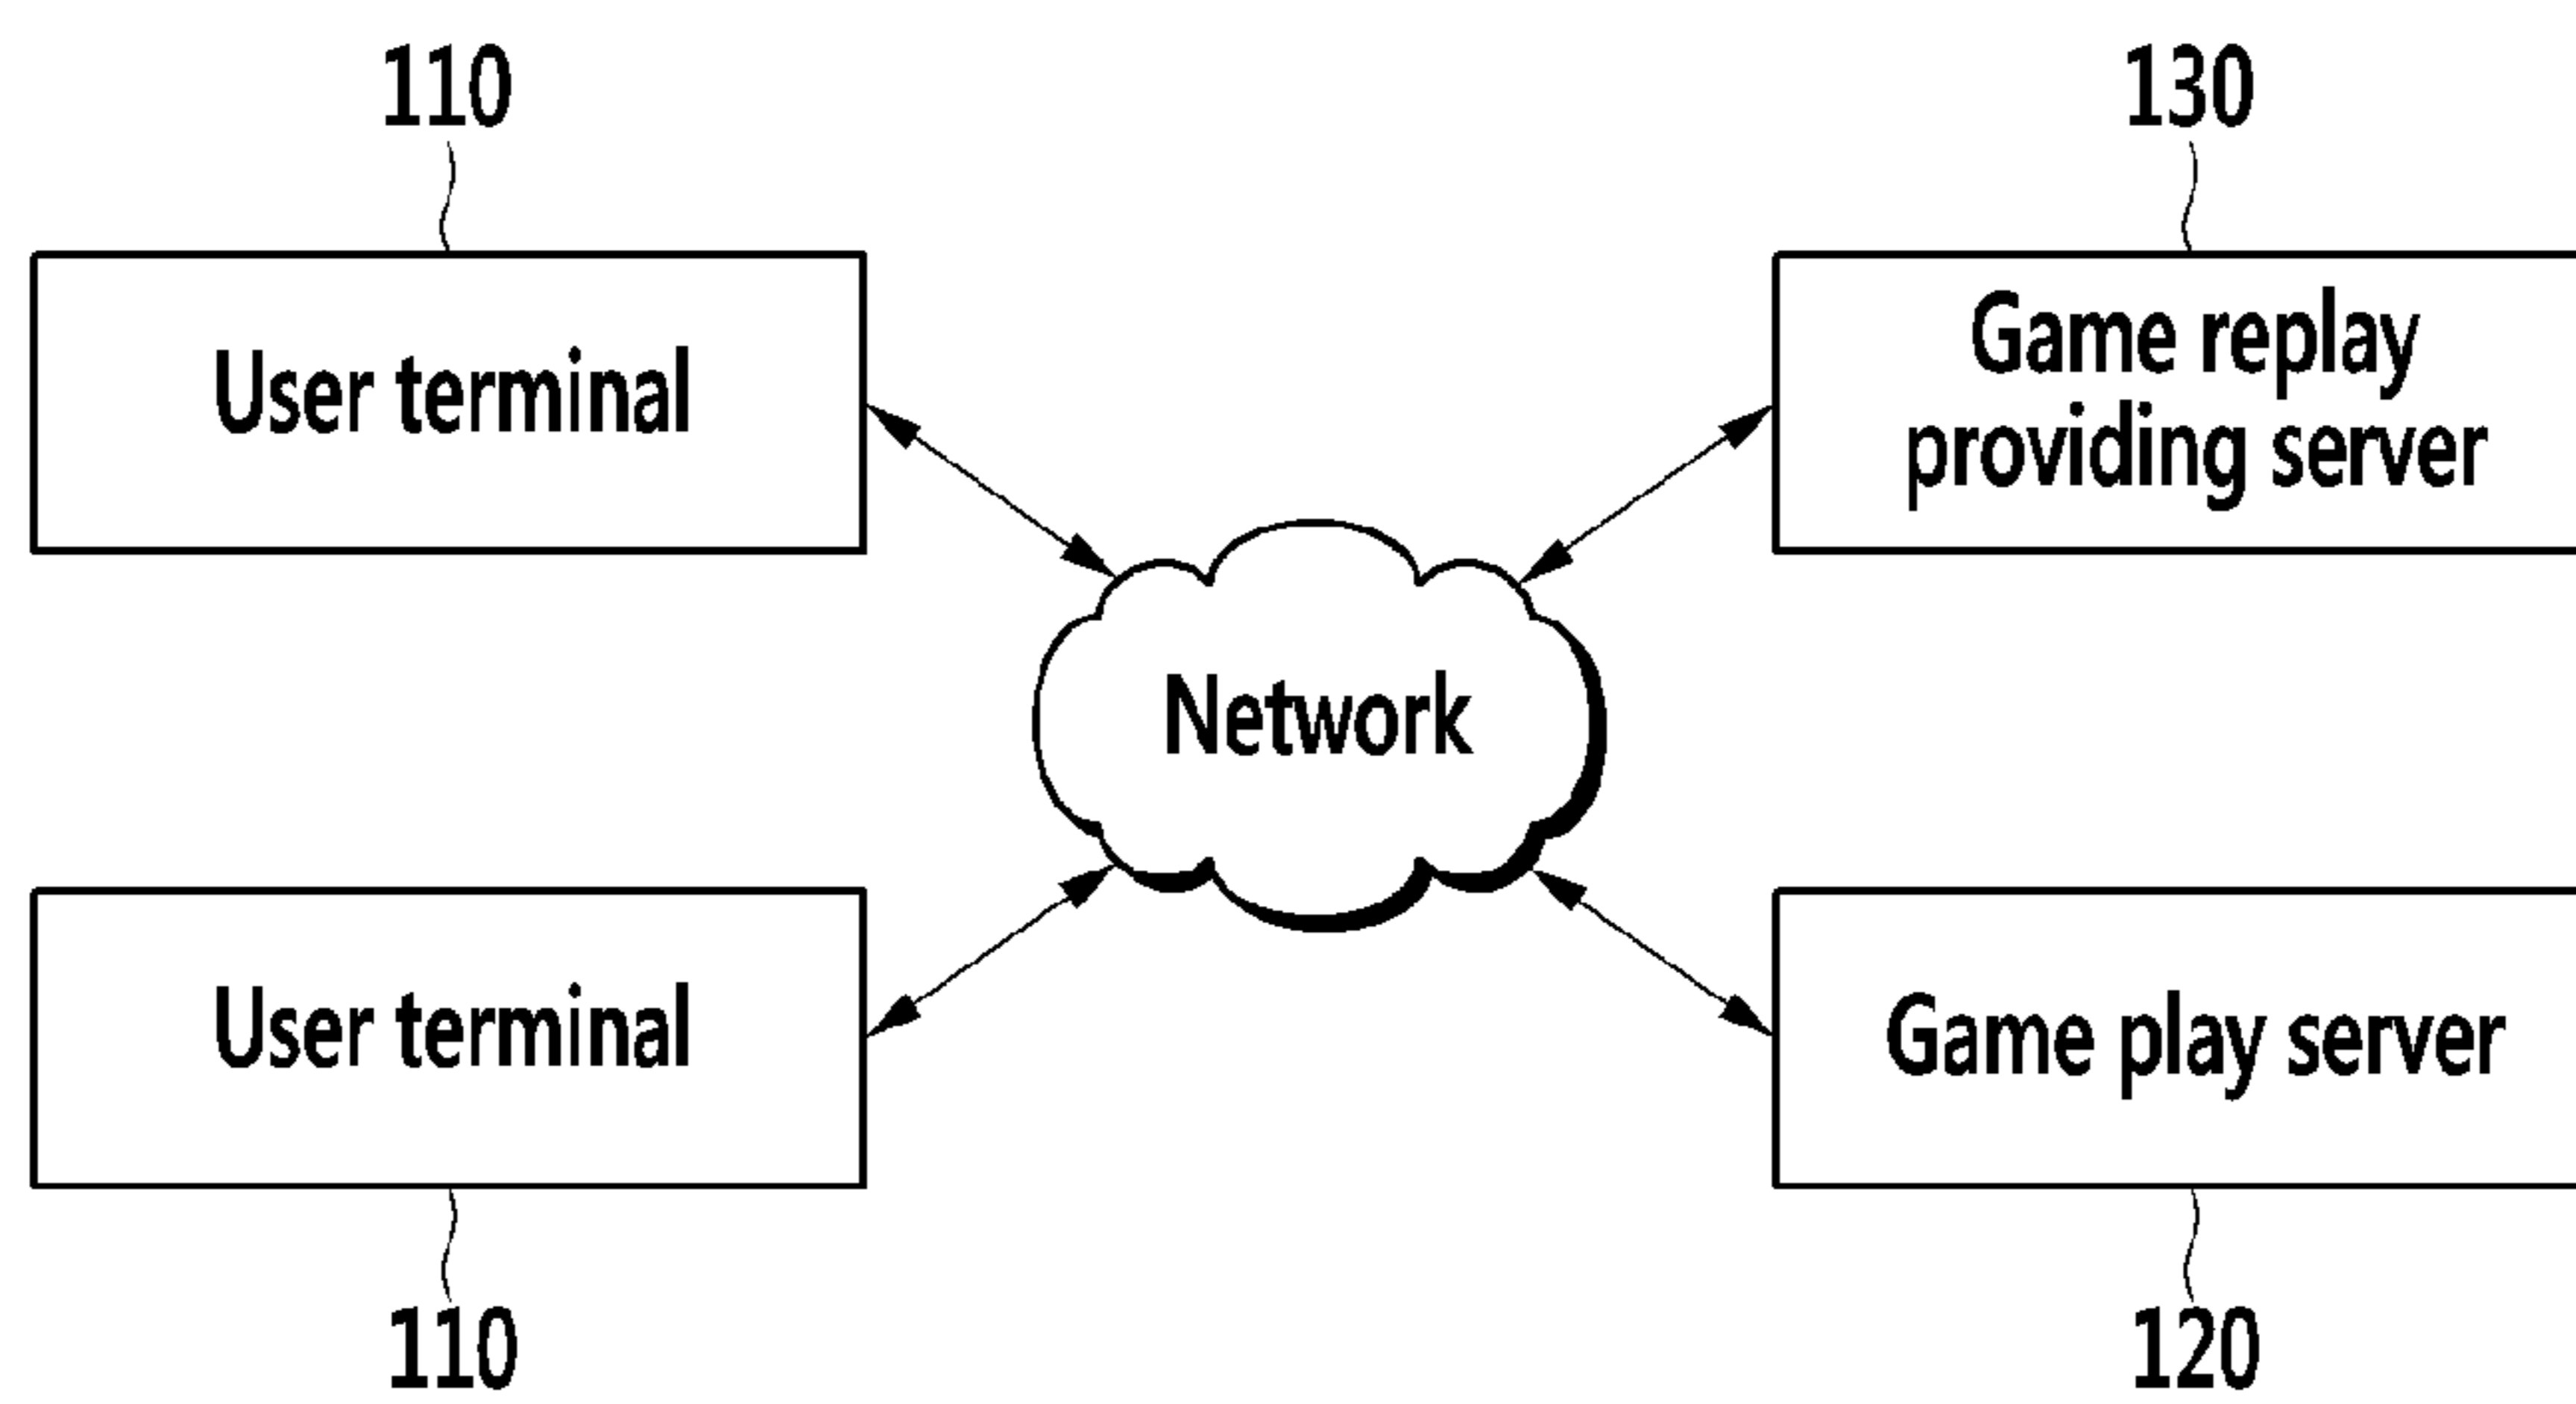 110
130
User terminal
Game replay
providing server
Network
User terminal
Game play server
110
120